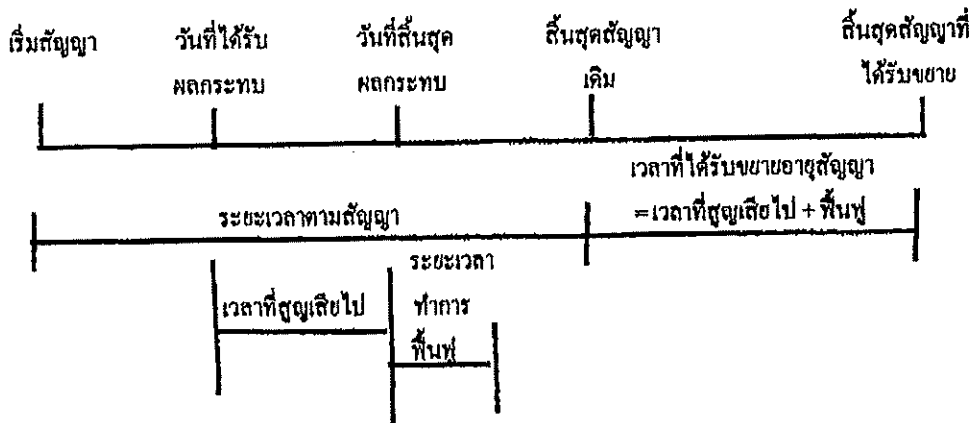 เริ่มสัญญา
วันที่ได้รับ
ผลกระทบ
วันที่สิ้นสุด
ผลกระทบ
สิ้นสุดสัญญา
เดิม
สิ้นสุดสัญญาที่
ได้รับขยาย
เวลาที่ได้รับขยายอายุสัญญา
=เวลาที่สูญเสียไป + ฟื้นฟู
ระยะเวลาตามสัญญา
เวลาที่สูญเสียไป
ระยะเวลา
ทำการ
ฟื้นฟู